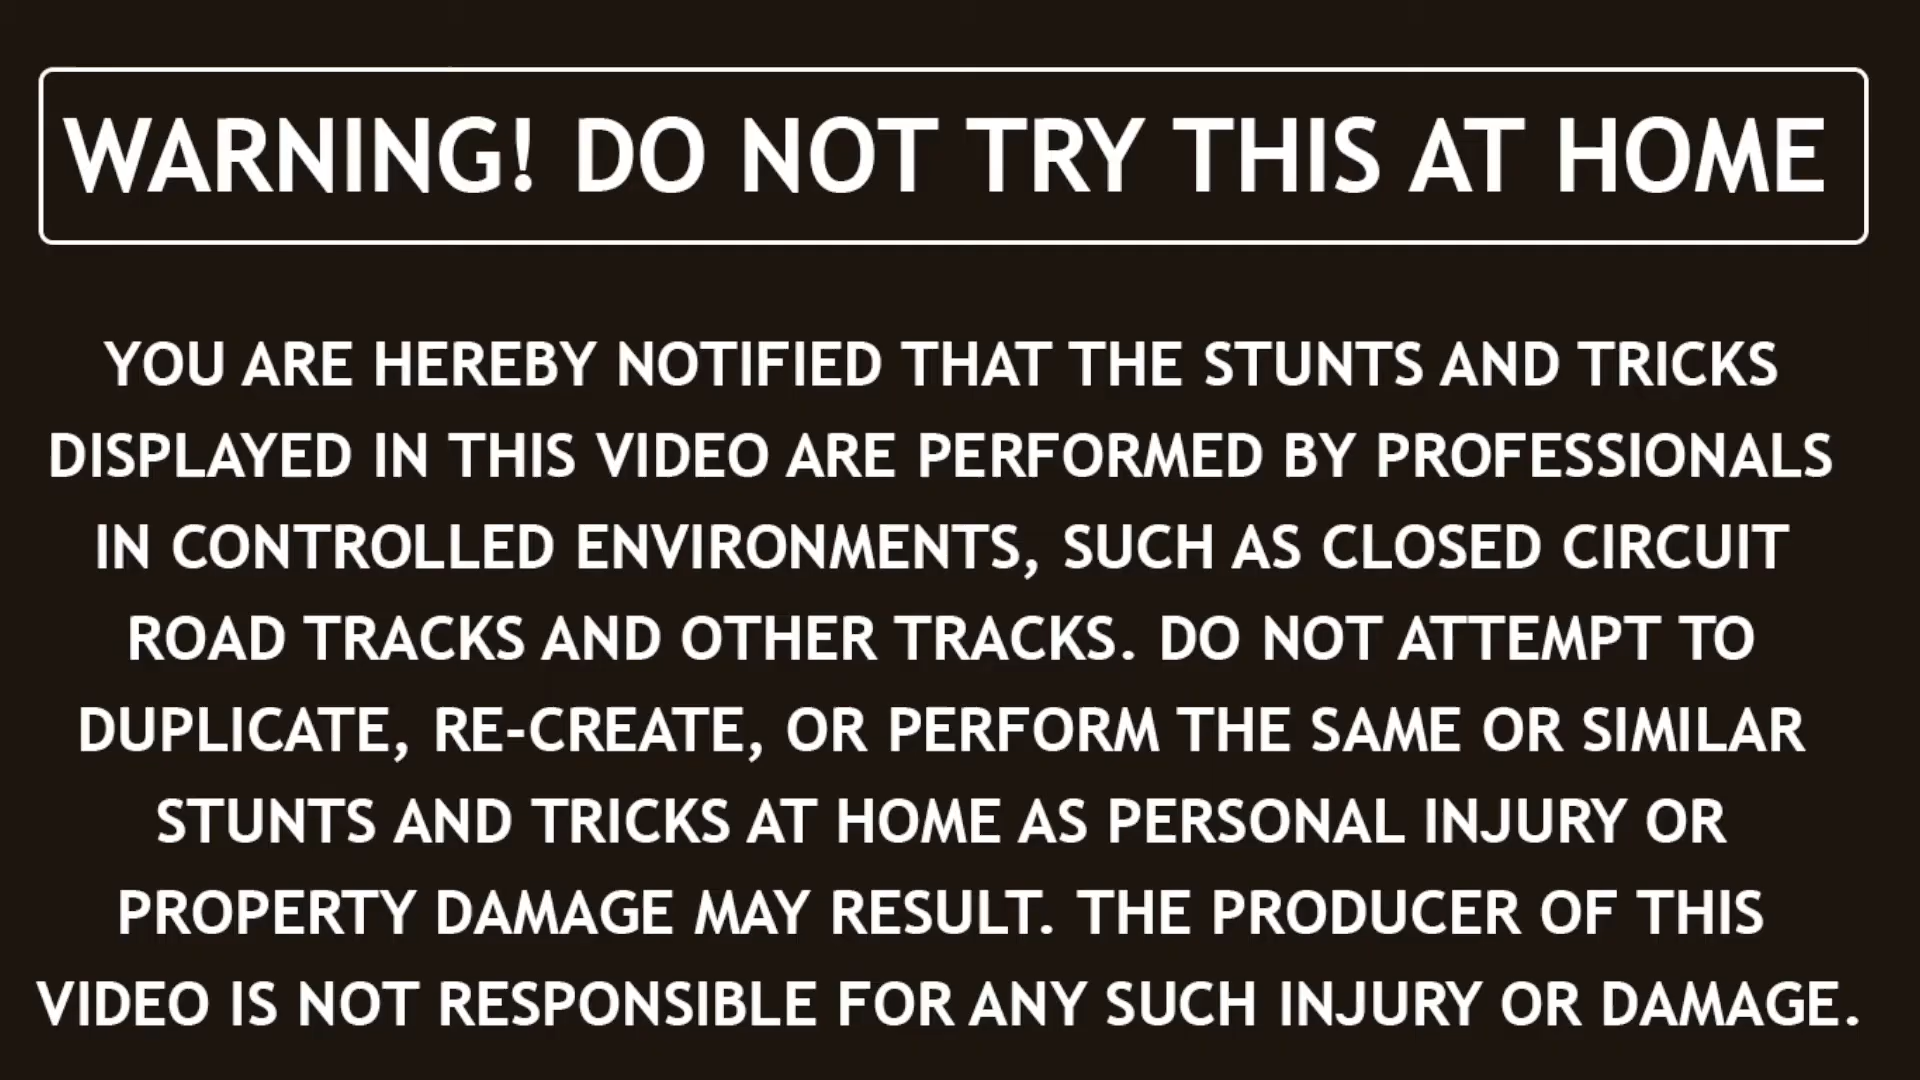 WARNING! DO NOT TRY THIS AT HOME
YOU ARE HEREBY NOTIFIED THAT THE STUNTS AND TRICKS
DISPLAYED IN THIS VIDEO ARE PERFORMED BY PROFESSIONALS
IN CONTROLLED ENVIRONMENTS, SUCH AS CLOSED CIRCUIT
ROAD TRACKS AND OTHER TRACKS. DO NOT ATTEMPT TO
DUPLICATE, RE-CREATE, OR PERFORM THE SAME OR SIMILAR
STUNTS AND TRICKS AT HOME AS PERSONAL INJURY OR
PROPERTY DAMAGE MAY RESULT. THE PRODUCER OF THIS
VIDEO IS NOT RESPONSIBLE FOR ANY SUCH INJURY OR DAMAGE.